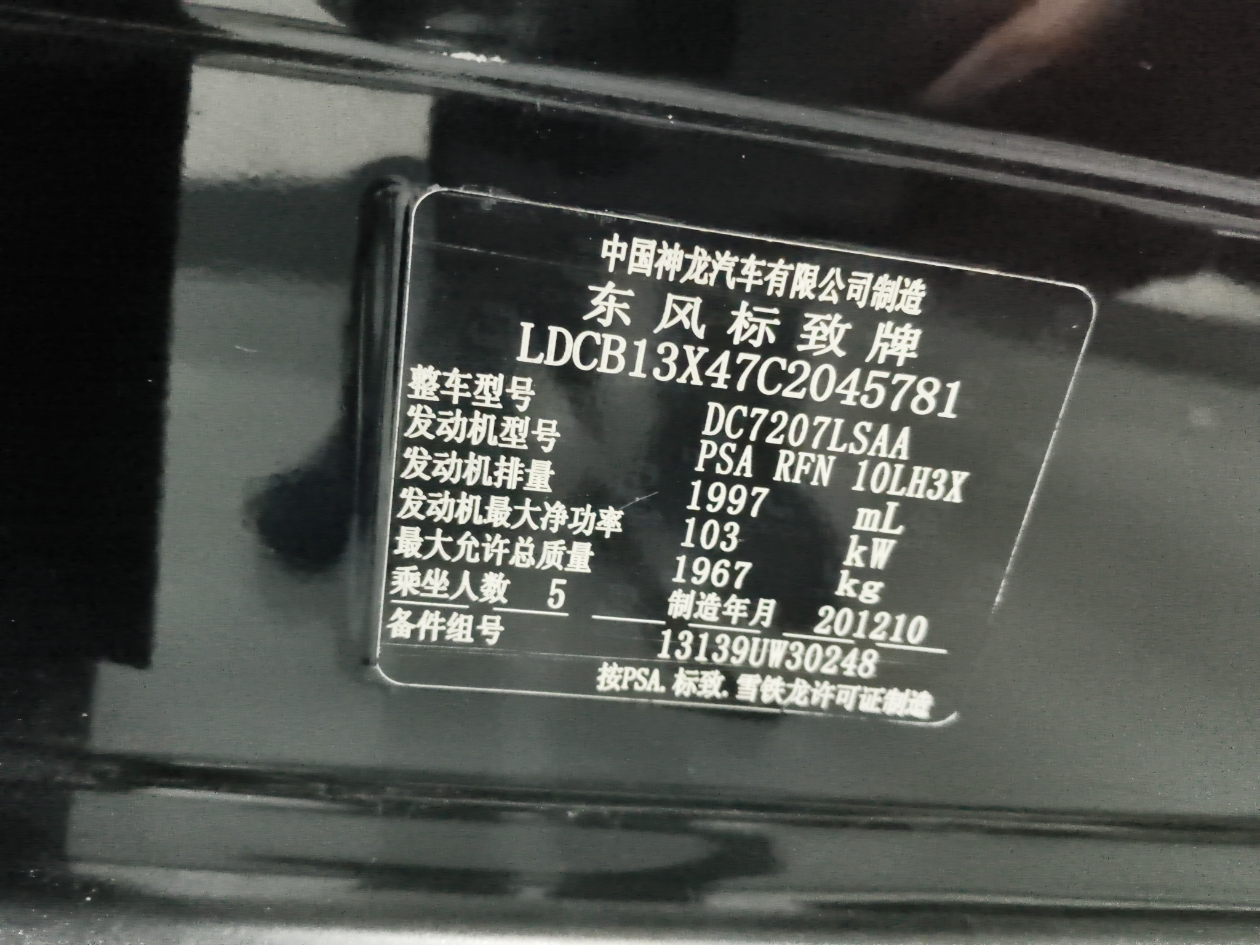 中国神龙汽车有限公司制造
东风标致牌
LDCB13X47C2045781
整车型号 DC7207LSAA
发动机型号 PSA RFN 10LH3X
发动机排量 1997 mL
发动机最大净功率 103 kW
最大允许总质量 1967 kg
乘坐人数 5 制造年月 201210
备件组号 13139UW30248
按PSA.标致.雪铁龙许可证制造